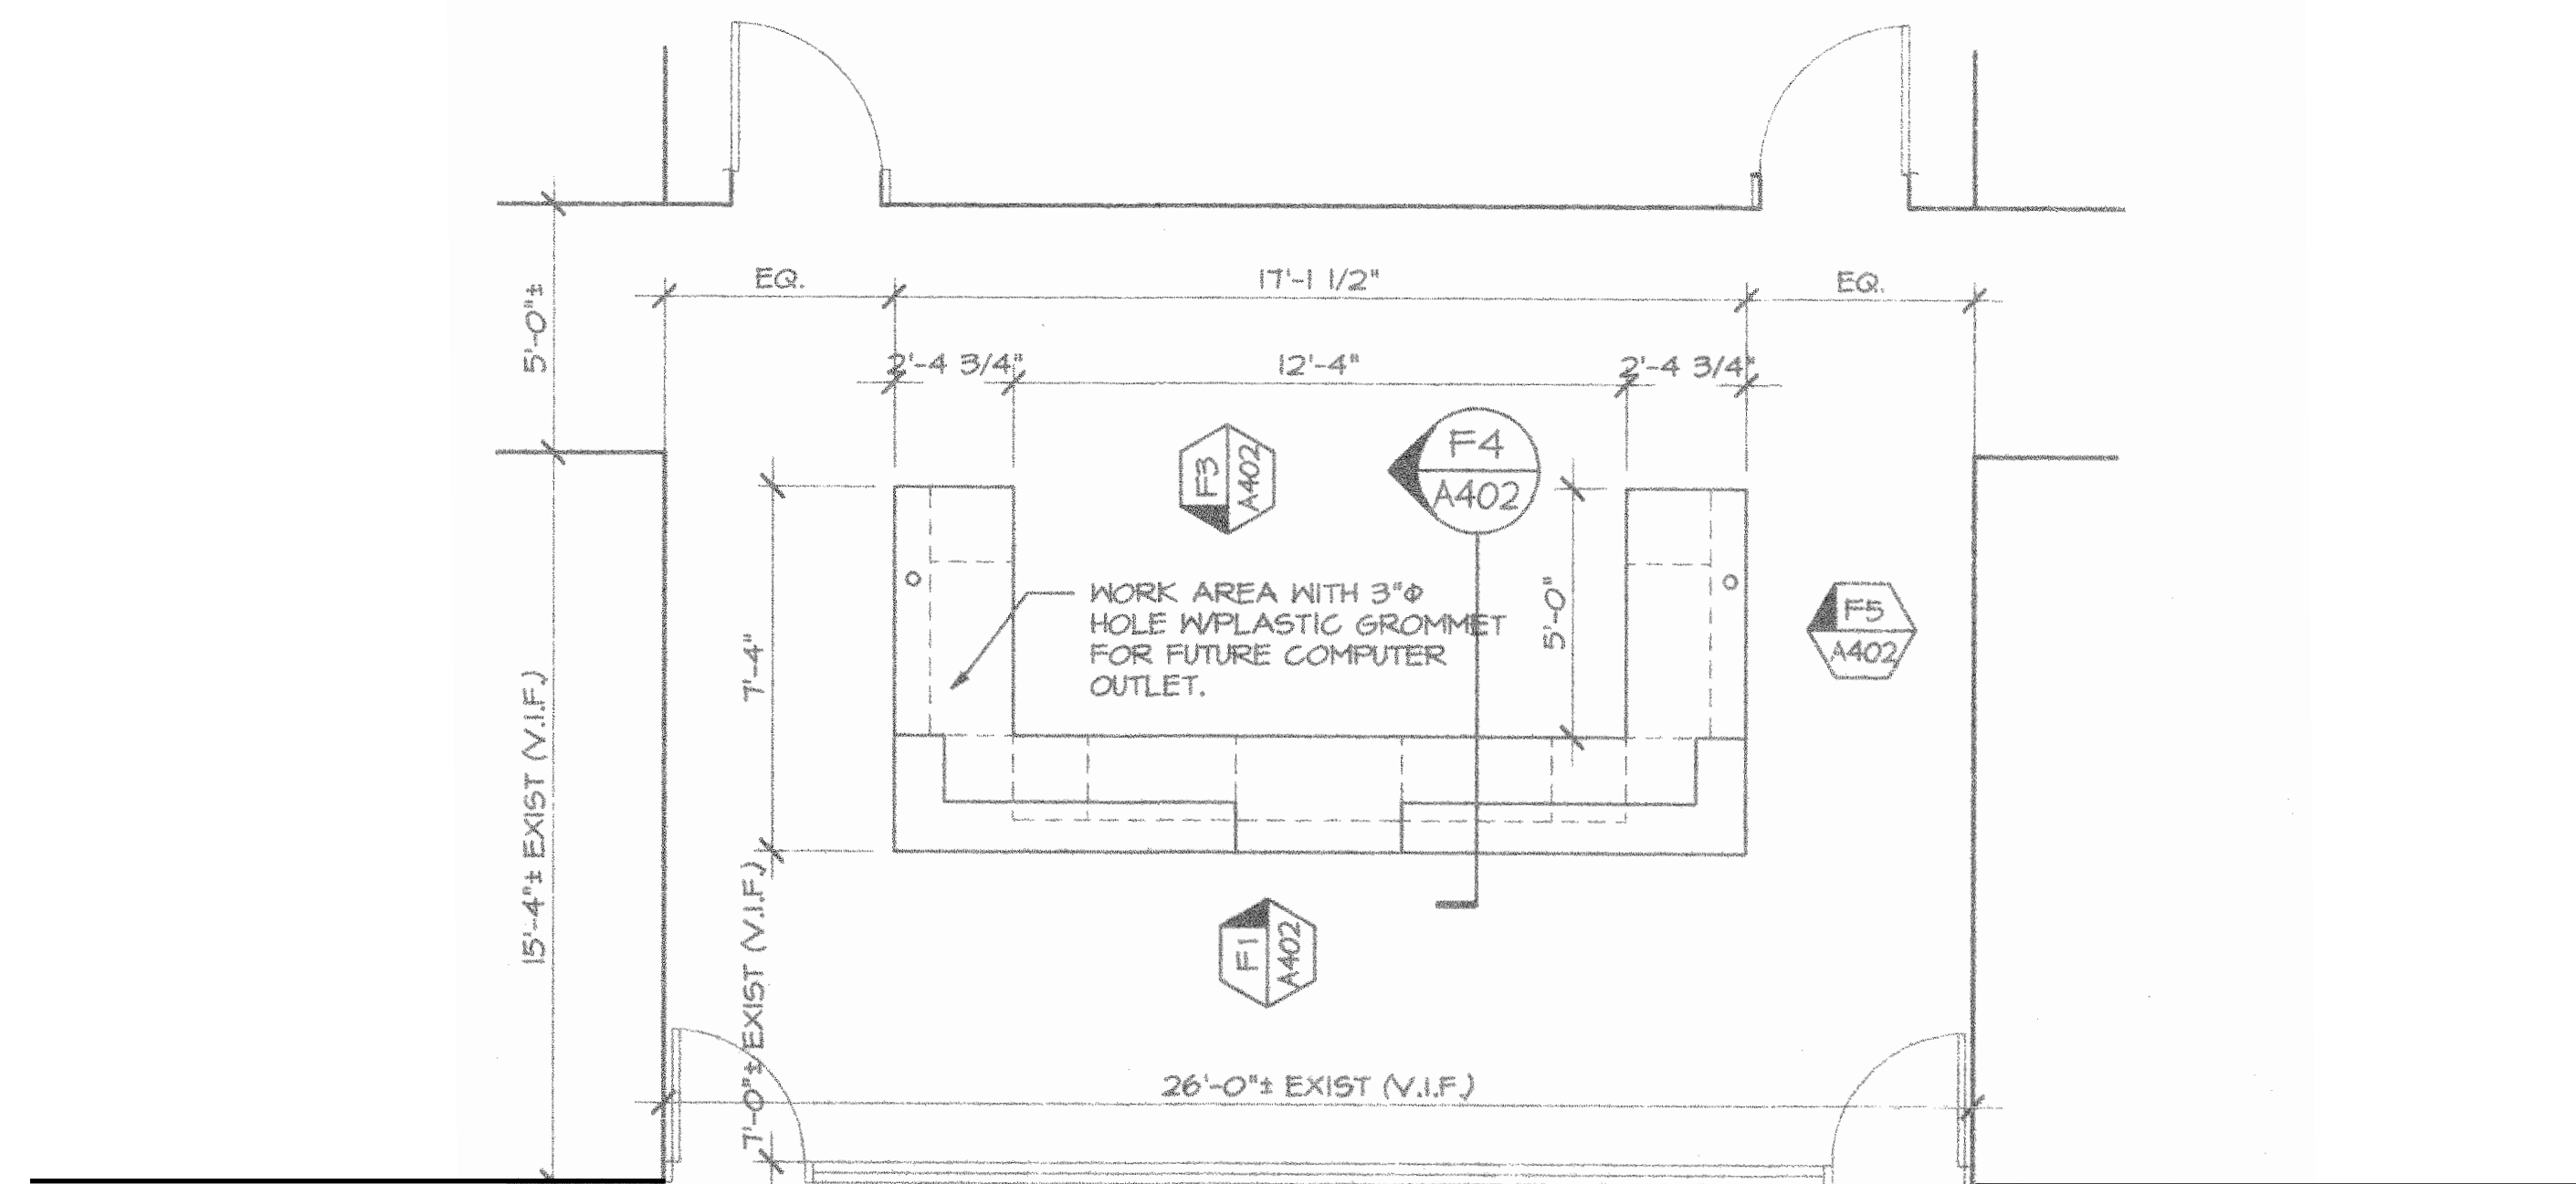 EQ.
17'-1 1/2"
EQ.
5'-0"±
2'-4 3/4"
12'-4"
2'-4 3/4"
F3
A402
F4
A402
WORK AREA WITH 3"Φ
HOLE W/PLASTIC GROMMET
FOR FUTURE COMPUTER
OUTLET.
5'-0"
F5
A402
7'-4"
15'-4"± EXIST (V.I.F.)
7'-0"± EXIST (V.I.F.)
F1
A402
26'-0"± EXIST (V.I.F.)